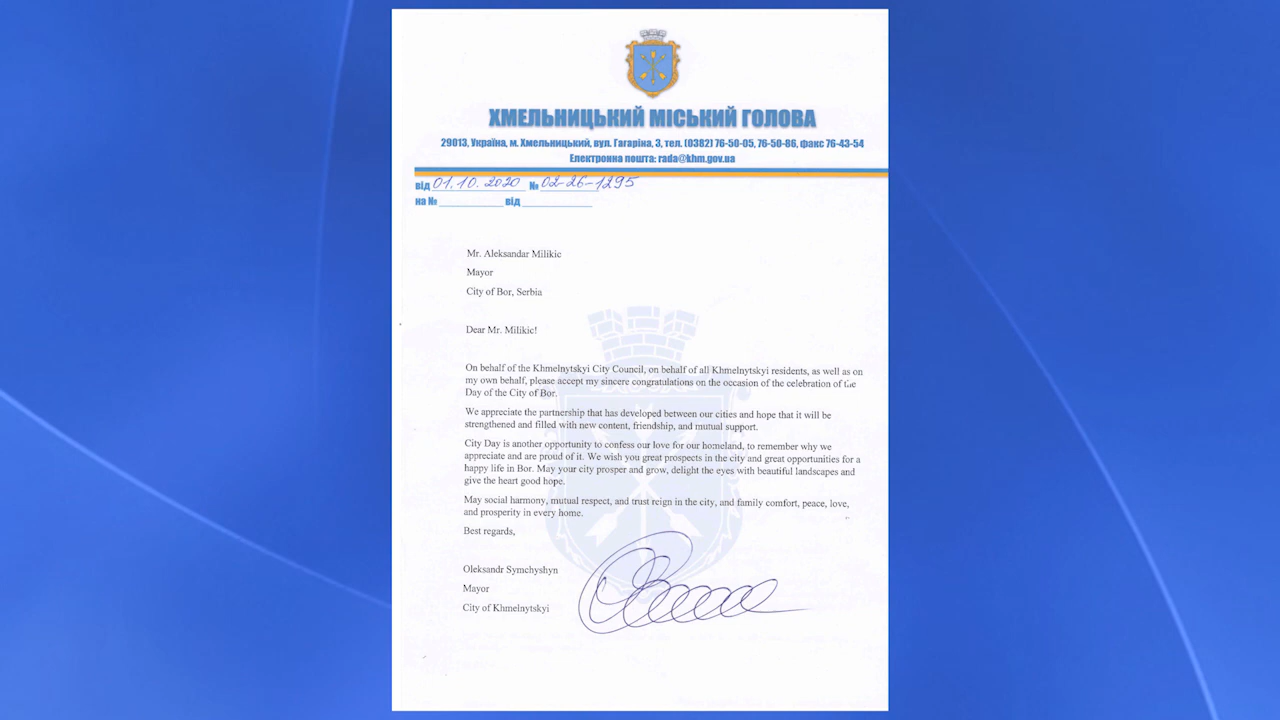 ХМЕЛЬНИЦЬКИЙ МІСЬКИЙ ГОЛОВА
29013, Україна, м. Хмельницький, вул. Гагаріна, 3, тел. (0382) 76-50-05, 76-50-86, факс 76-43-54
Електронна пошта: rada@khm.gov.ua
від 01.10.2020 № 02-26-1295
на № ____________ від ____________
Mr. Aleksandar Milikic
Mayor
City of Bor, Serbia
Dear Mr. Milikic!
On behalf of the Khmelnytskyi City Council, on behalf of all Khmelnytskyi residents, as well as on
my own behalf, please accept my sincere congratulations on the occasion of the celebration of the
Day of the City of Bor.
We appreciate the partnership that has developed between our cities and hope that it will be
strengthened and filled with new content, friendship, and mutual support.
City Day is another opportunity to confess our love for our homeland, to remember why we
appreciate and are proud of it. We wish you great prospects in the city and great opportunities for a
happy life in Bor. May your city prosper and grow, delight the eyes with beautiful landscapes and
give the heart good hope.
May social harmony, mutual respect, and trust reign in the city, and family comfort, peace, love,
and prosperity in every home.
Best regards,
Oleksandr Symchyshyn
Mayor
City of Khmelnytskyi